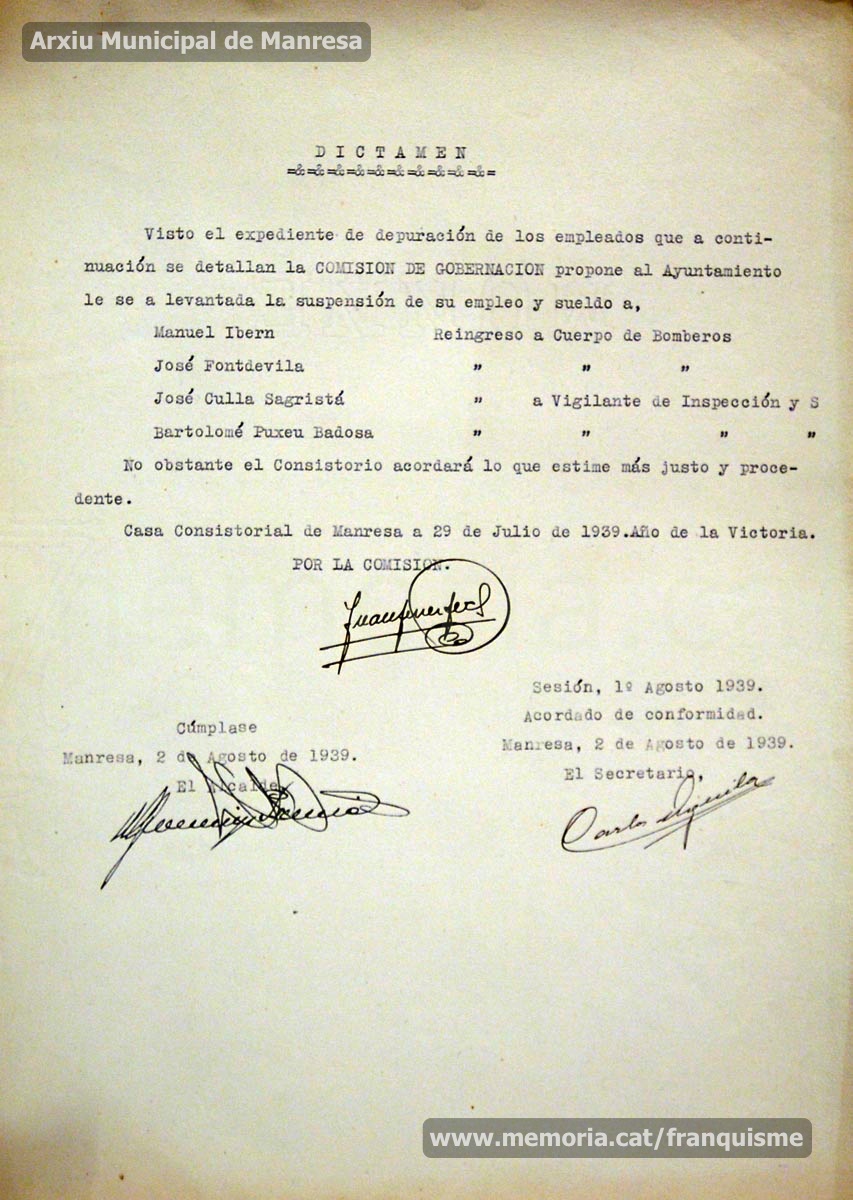 Arxiu Municipal de Manresa
D I C T A M E N
=&=&=&=&=&=&=&=&=&=&=
Visto el expediente de depuración de los empleados que a conti-
nuación se detallan la COMISION DE GOBERNACION propone al Ayuntamiento
le se a levantada la suspensión de su empleo y sueldo a,
Manuel Ibern Reingreso a Cuerpo de Bomberos
José Fontdevila " " "
José Culla Sagristá " a Vigilante de Inspección y S
Bartolomé Puxeu Badosa " " " "
No obstante el Consistorio acordará lo que estime más justo y proce-
dente.
Casa Consistorial de Manresa a 29 de Julio de 1939.Año de la Victoria.
POR LA COMISION.
Sesión, 1º Agosto 1939.
Acordado de conformidad.
Manresa, 2 de Agosto de 1939.
El Secretario,
Carlos
Cúmplase
Manresa, 2 de Agosto de 1939.
El Alcalde
www.memoria.cat/franquisme